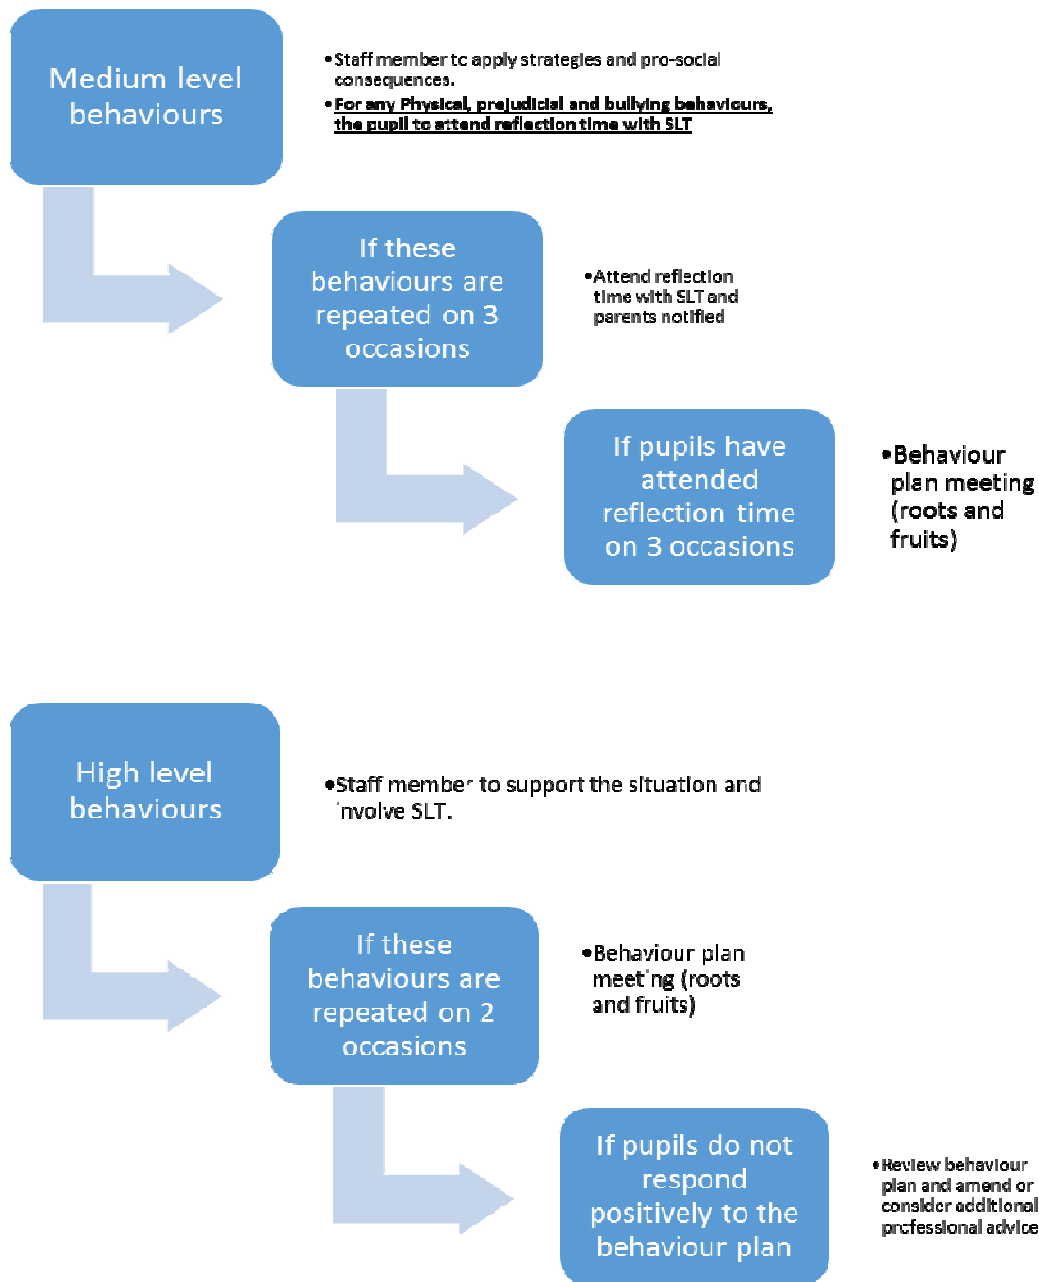 Medium level
behaviours
•Staff member to apply strategies and pro-social
consequences.
•For any Physical, prejudicial and bullying behaviours,
the pupil to attend reflection time with SLT
If these
behaviours are
repeated on 3
occasions
•Attend reflection
time with SLT and
parents notified
If pupils have
attended
reflection time
on 3 occasions
•Behaviour
plan meeting
(roots and
fruits)
High level
behaviours
•Staff member to support the situation and
involve SLT.
If these
behaviours are
repeated on 2
occasions
•Behaviour plan
meeting (roots
and fruits)
If pupils do not
respond
positively to the
behaviour plan
•Review behaviour
plan and amend or
consider additional
professional advice